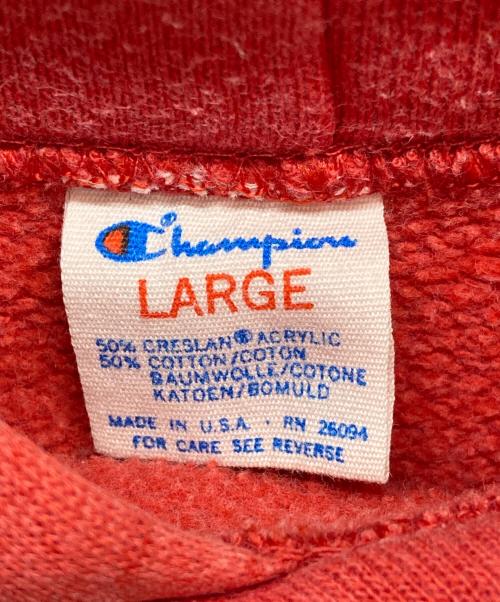 Champion
LARGE
50% CRESLAN® ACRYLIC
50% COTTON/COTON
BAUMWOLLE/COTONE
KATOEN/BOMULD
MADE IN U.S.A. · RN 26094
FOR CARE SEE REVERSE